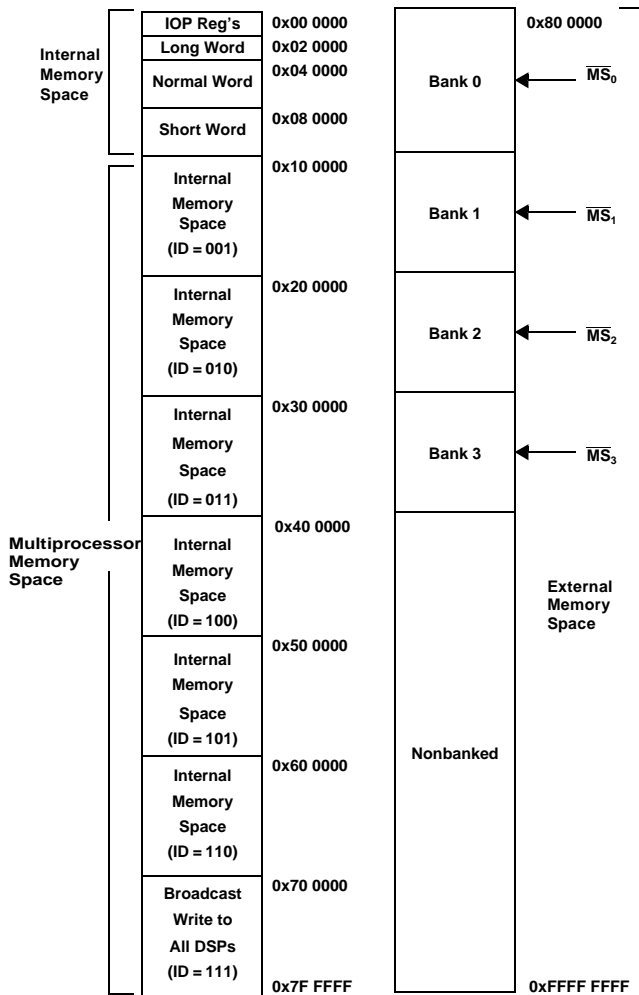 Internal
Memory
Space
IOP Reg's
0x00 0000
Long Word
0x02 0000
Normal Word
0x04 0000
Short Word
0x08 0000
Multiprocessor
Memory
Space
0x10 0000
Internal
Memory
Space
(ID = 001)
0x20 0000
Internal
Memory
Space
(ID = 010)
0x30 0000
Internal
Memory
Space
(ID = 011)
0x40 0000
Internal
Memory
Space
(ID = 100)
0x50 0000
Internal
Memory
Space
(ID = 101)
0x60 0000
Internal
Memory
Space
(ID = 110)
0x70 0000
Broadcast
Write to
All DSPs
(ID = 111)
0x7F FFFF
0x80 0000
Bank 0
MS0
Bank 1
MS1
Bank 2
MS2
Bank 3
MS3
Nonbanked
External
Memory
Space
0xFFFF FFFF